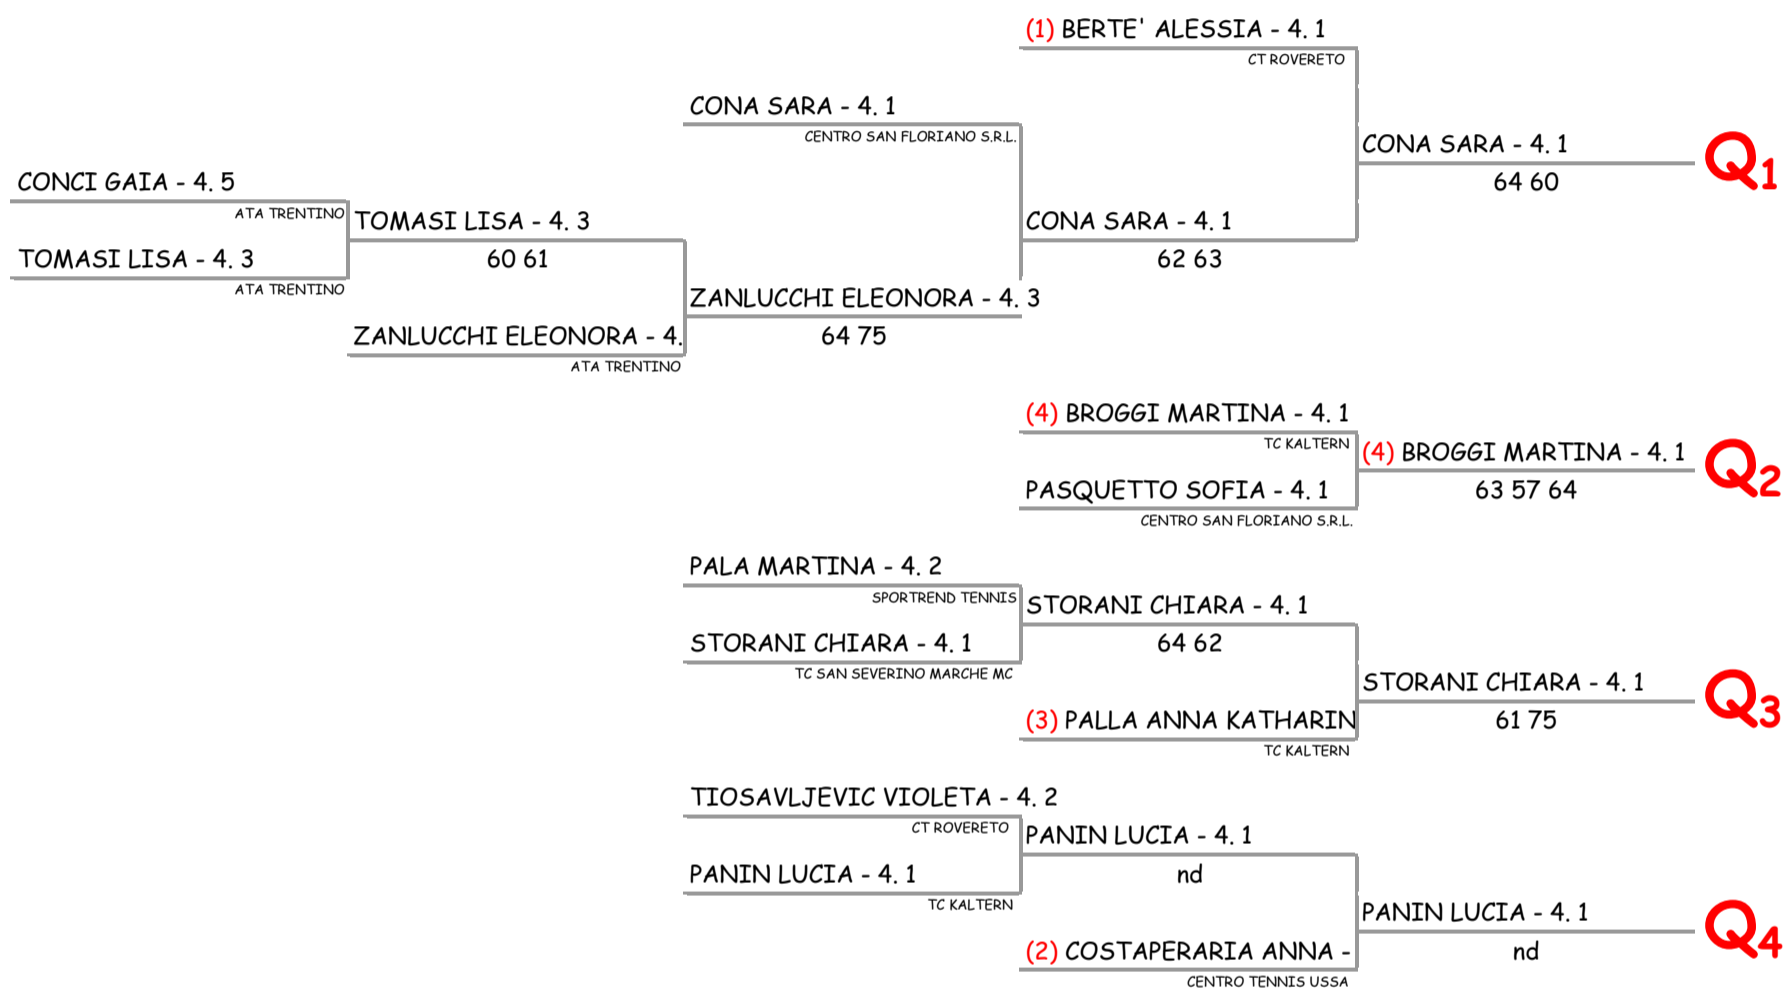 (1) BERTE' ALESSIA - 4. 1
CT ROVERETO
CONA SARA - 4. 1
CENTRO SAN FLORIANO S.R.L.
CONA SARA - 4. 1
64 60
Q1
CONCI GAIA - 4. 5
ATA TRENTINO
TOMASI LISA - 4. 3
60 61
CONA SARA - 4. 1
62 63
TOMASI LISA - 4. 3
ATA TRENTINO
ZANLUCCHI ELEONORA - 4. 3
64 75
ZANLUCCHI ELEONORA - 4.
ATA TRENTINO
(4) BROGGI MARTINA - 4. 1
TC KALTERN
(4) BROGGI MARTINA - 4. 1
63 57 64
Q2
PASQUETTO SOFIA - 4. 1
CENTRO SAN FLORIANO S.R.L.
PALA MARTINA - 4. 2
SPORTREND TENNIS
STORANI CHIARA - 4. 1
64 62
STORANI CHIARA - 4. 1
TC SAN SEVERINO MARCHE MC
STORANI CHIARA - 4. 1
61 75
Q3
(3) PALLA ANNA KATHARIN
TC KALTERN
TIOSAVLJEVIC VIOLETA - 4. 2
CT ROVERETO
PANIN LUCIA - 4. 1
nd
PANIN LUCIA - 4. 1
TC KALTERN
PANIN LUCIA - 4. 1
nd
Q4
(2) COSTAPERARIA ANNA -
CENTRO TENNIS USSA